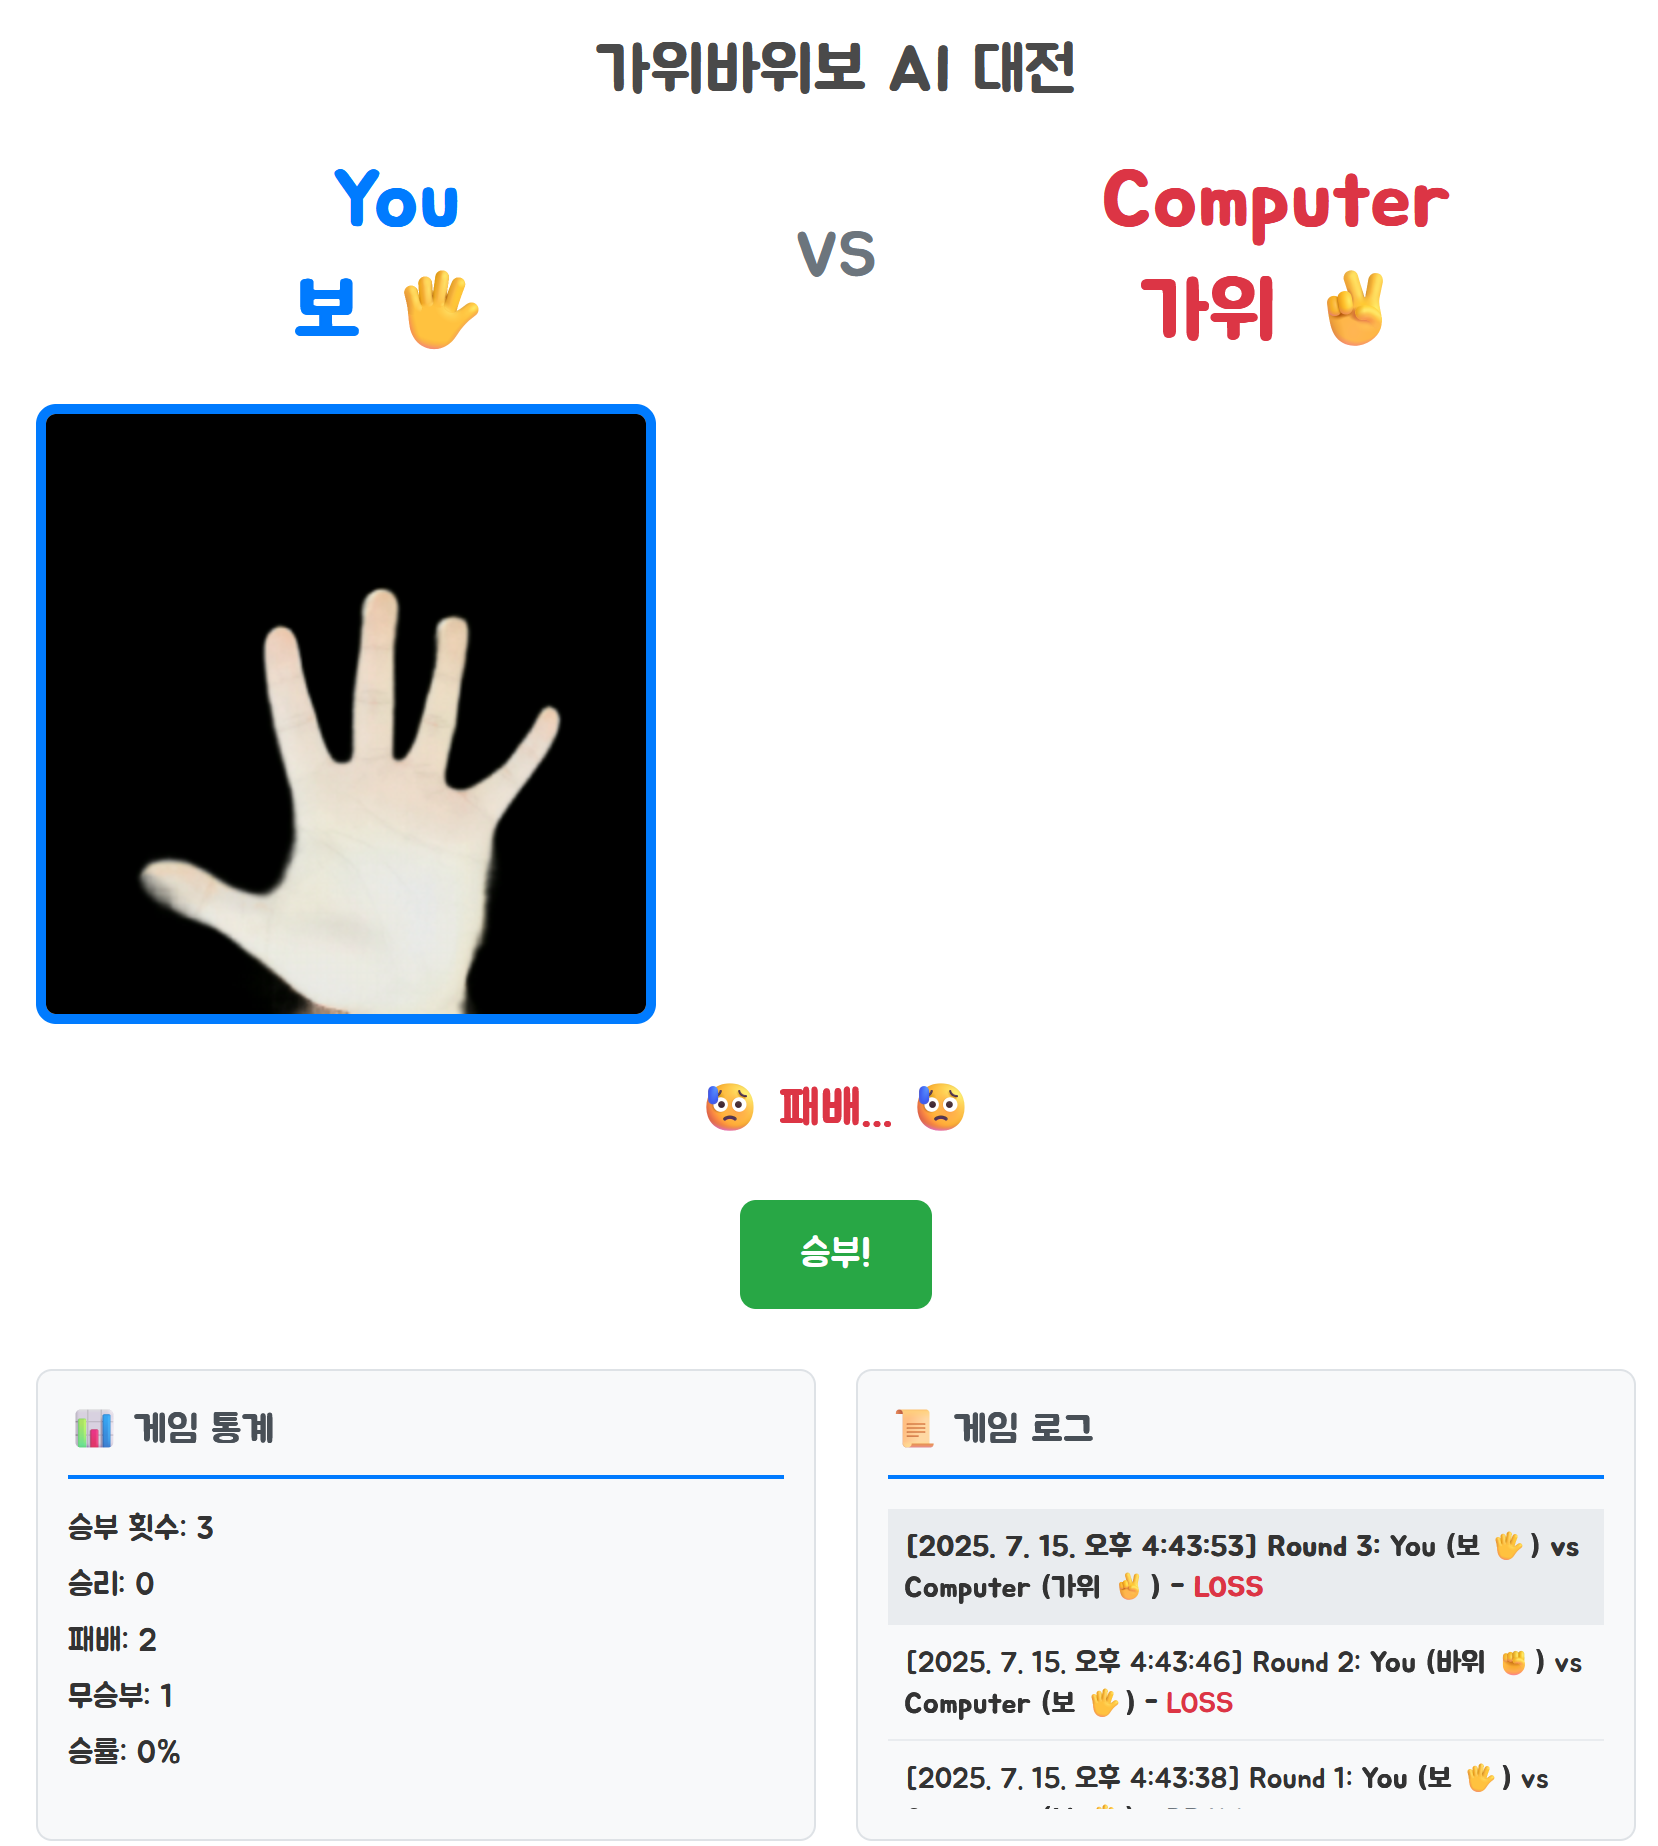 가위바위보 AI 대전
You
보 🖐
VS
Computer
가위 ✌
😰 패배... 😰
승부!
📊 게임 통계
승부 횟수: 3
승리: 0
패배: 2
무승부: 1
승률: 0%
📜 게임 로그
[2025. 7. 15. 오후 4:43:53] Round 3: You (보 🖐) vs
Computer (가위 ✌) - LOSS
[2025. 7. 15. 오후 4:43:46] Round 2: You (바위 ✊) vs
Computer (보 🖐) - LOSS
[2025. 7. 15. 오후 4:43:38] Round 1: You (보 🖐) vs